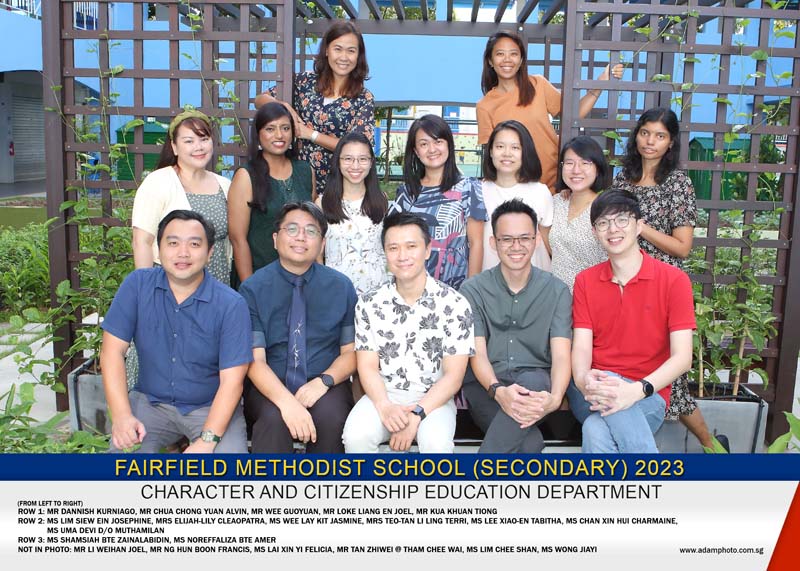 FAIRFIELD METHODIST SCHOOL (SECONDARY) 2023
CHARACTER AND CITIZENSHIP EDUCATION DEPARTMENT
(FROM LEFT TO RIGHT)
ROW 1: MR DANNISH KURNIAGO, MR CHUA CHONG YUAN ALVIN, MR WEE GUOYUAN, MR LOKE LIANG EN JOEL, MR KUA KHUAN TIONG
ROW 2: MS LIM SIEW EIN JOSEPHINE, MRS ELIJAH-LILY CLEAOPATRA, MS WEE LAY KIT JASMINE, MRS TEO-TAN LI LING TERRI, MS LEE XIAO-EN TABITHA, MS CHAN XIN HUI CHARMAINE,
MS UMA DEVI D/O MUTHAMILAN
ROW 3: MS SHAMSIAH BTE ZAINALABIDIN, MS NOREFFALIZA BTE AMER
NOT IN PHOTO: MR LI WEIHAN JOEL, MR NG HUN BOON FRANCIS, MS LAI XIN YI FELICIA, MR TAN ZHIWEI @ THAM CHEE WAI, MS LIM CHEE SHAN, MS WONG JIAYI
www.adamphoto.com.sg